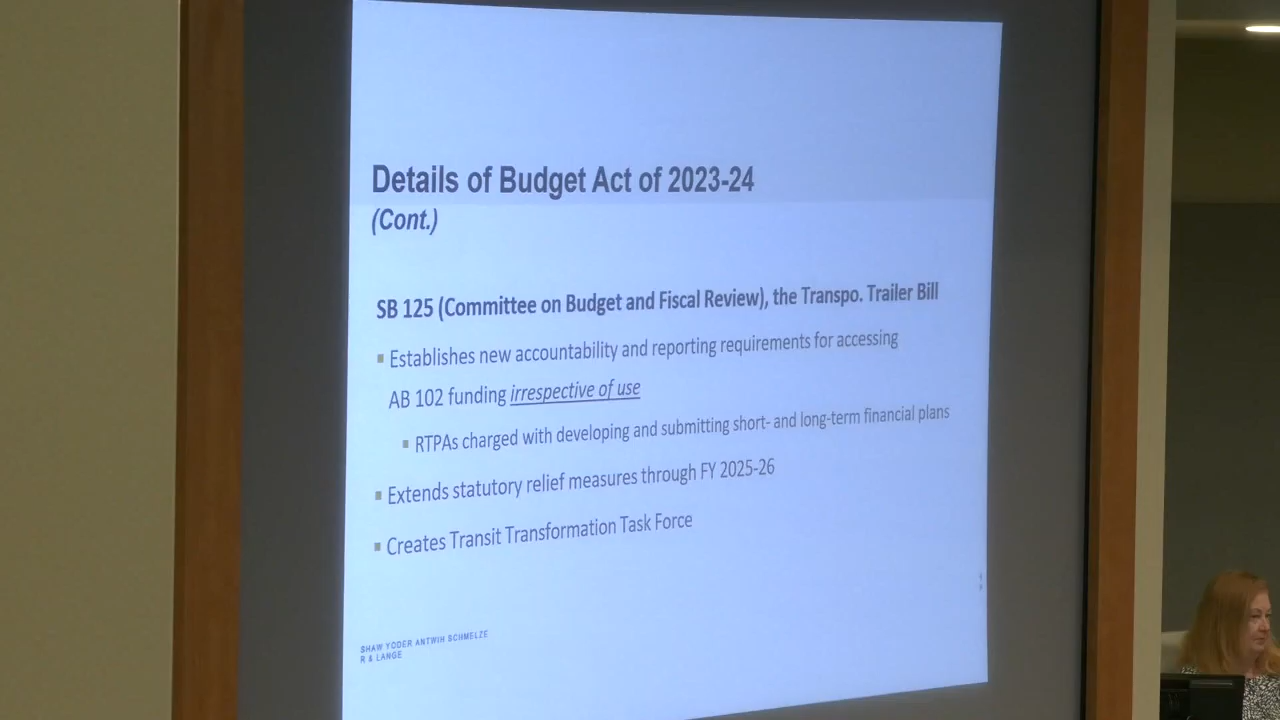 Details of Budget Act of 2023-24
(Cont.)
SB 125 (Committee on Budget and Fiscal Review), the Transpo. Trailer Bill
▪ Establishes new accountability and reporting requirements for accessing
AB 102 funding irrespective of use
▪ RTPAs charged with developing and submitting short- and long-term financial plans
▪ Extends statutory relief measures through FY 2025-26
▪ Creates Transit Transformation Task Force
SHAW YODER ANTWIH SCHMELZE
R & LANGE